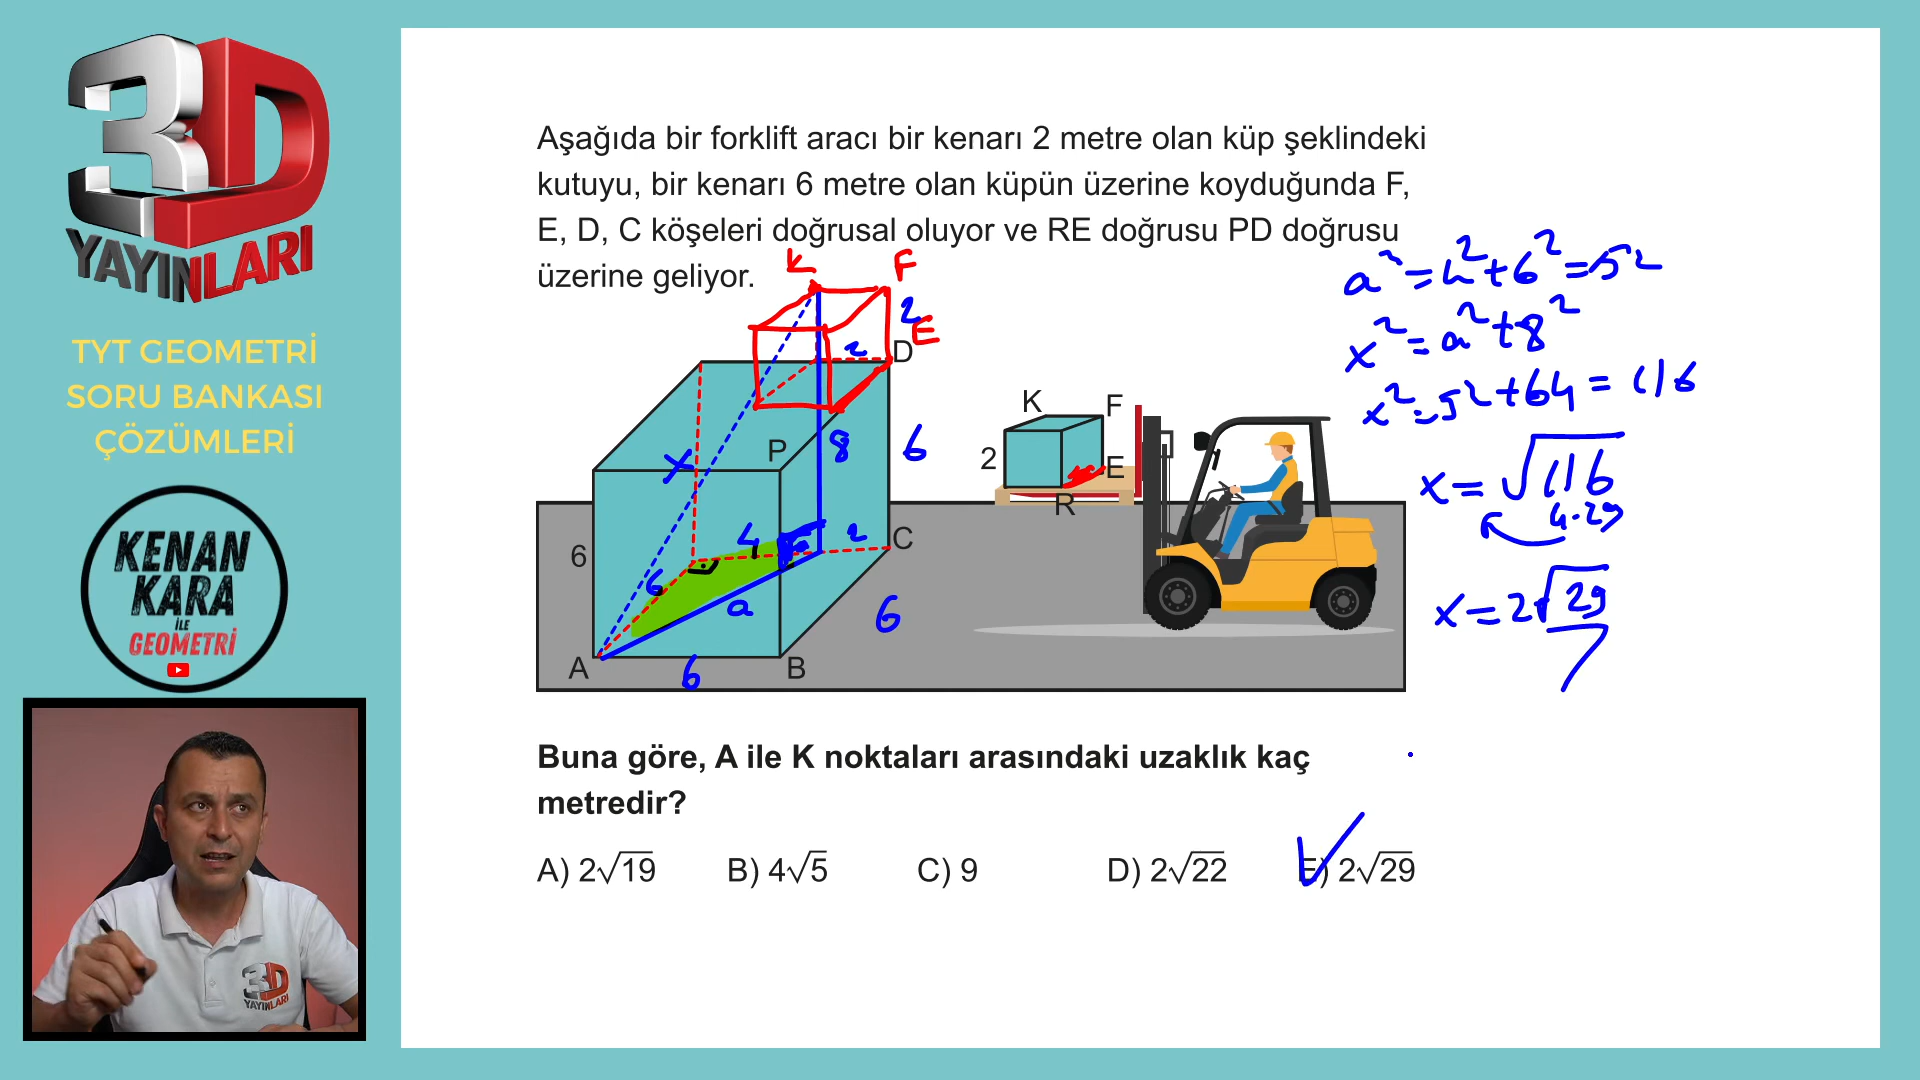 3D
YAYINLARI
TYT GEOMETRİ
SORU BANKASI
ÇÖZÜMLERİ
KENAN
KARA
İLE
GEOMETRİ
3D
YAYINLARI
Aşağıda bir forklift aracı bir kenarı 2 metre olan küp şeklindeki
kutuyu, bir kenarı 6 metre olan küpün üzerine koyduğunda F,
E, D, C köşeleri doğrusal oluyor ve RE doğrusu PD doğrusu
üzerine geliyor.
K F
2
E
2 D
P
8 6
x
K F
2 E
R
6
4 2 C
6
a
6
A B
6
a² = 4² + 6² = 52
x² = a² + 8²
x² = 52 + 64 = 116
x = √116
4.29
x = 2√29
Buna göre, A ile K noktaları arasındaki uzaklık kaç
metredir?
A) 2√19 B) 4√5 C) 9 D) 2√22 E) 2√29